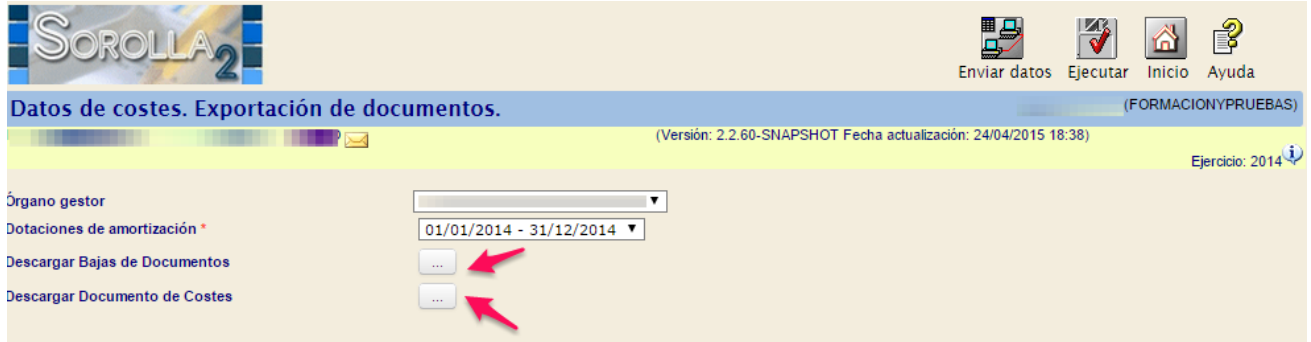 SOROLLA2
Enviar datos Ejecutar Inicio Ayuda
Datos de costes. Exportación de documentos.
(FORMACIONYPRUEBAS)
(Versión: 2.2.60-SNAPSHOT Fecha actualización: 24/04/2015 18:38)
Ejercicio: 2014
Órgano gestor
Dotaciones de amortización * 01/01/2014 - 31/12/2014
Descargar Bajas de Documentos ...
Descargar Documento de Costes ...